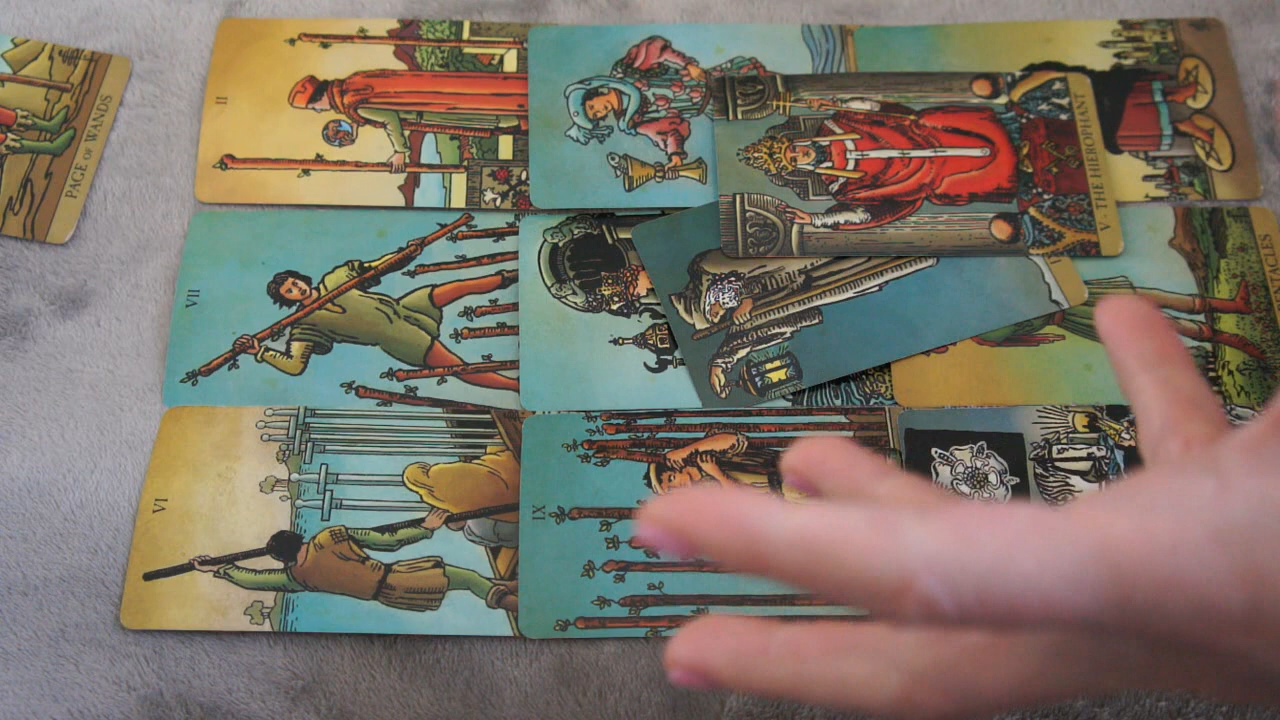 PAGE OF WANDS
II
V - THE HIEROPHANT
VII
VI
IX